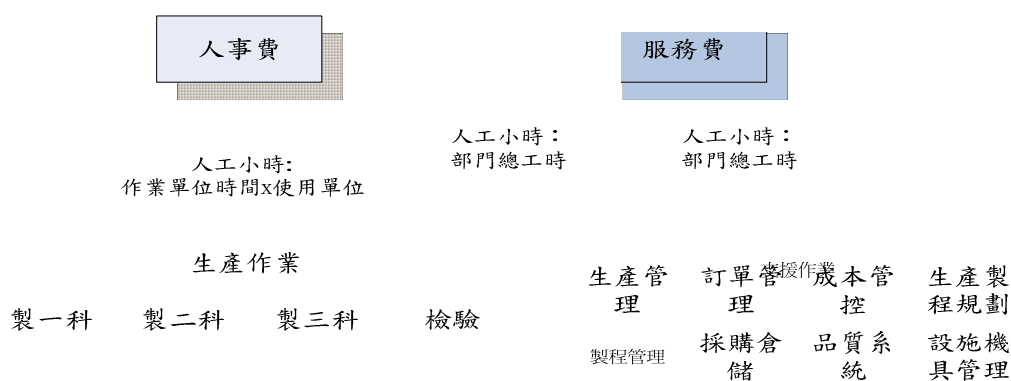 人事費
服務費
人工小時：
部門總工時
人工小時：
部門總工時
人工小時:
作業單位時間x使用單位
生產作業
製一科
製二科
製三科
檢驗
支援作業
生產管
理
訂單管
理
成本管
控
生產製
程規劃
製程管理
採購倉
儲
品質系
統
設施機
具管理